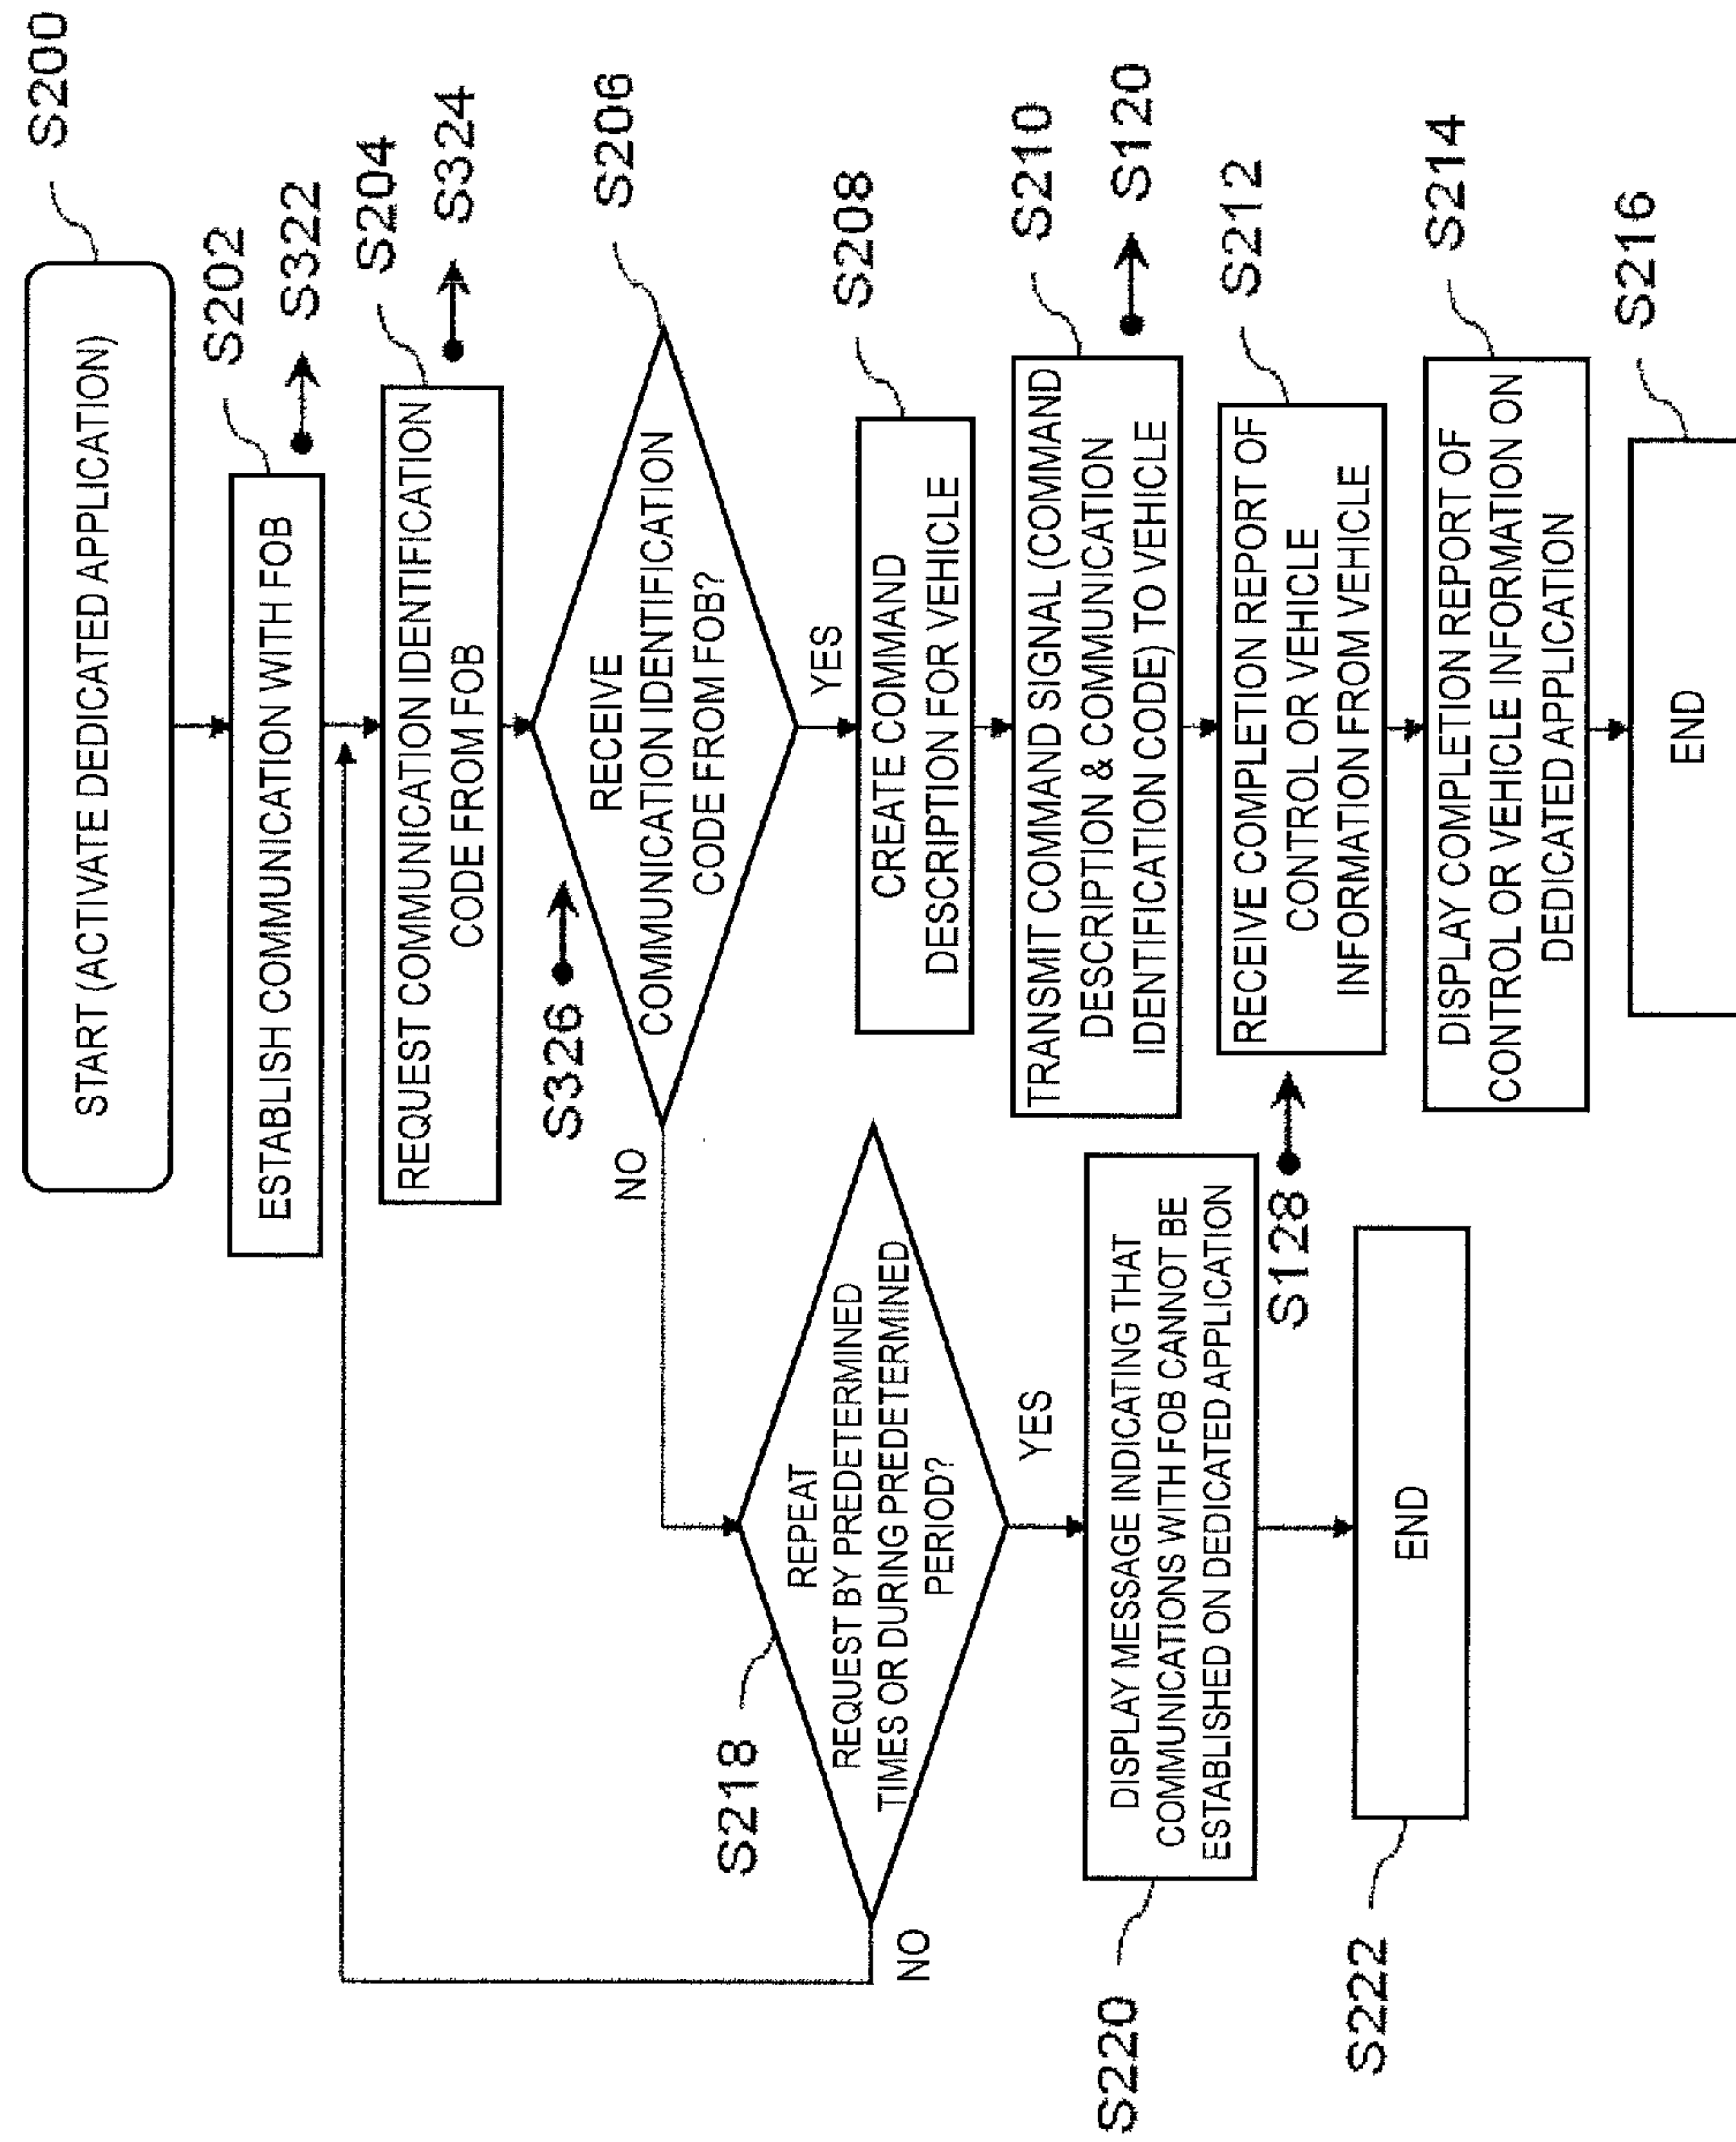 START (ACTIVATE DEDICATED APPLICATION)
S200
ESTABLISH COMMUNICATION WITH FOB
S202
S322
REQUEST COMMUNICATION IDENTIFICATION
CODE FROM FOB
S204
S324
S326
RECEIVE
COMMUNICATION IDENTIFICATION
CODE FROM FOB?
S206
NO
YES
CREATE COMMAND
DESCRIPTION FOR VEHICLE
S208
TRANSMIT COMMAND SIGNAL (COMMAND
DESCRIPTION & COMMUNICATION
IDENTIFICATION CODE) TO VEHICLE
S210
S120
RECEIVE COMPLETION REPORT OF
CONTROL OR VEHICLE
INFORMATION FROM VEHICLE
S212
S128
DISPLAY COMPLETION REPORT OF
CONTROL OR VEHICLE INFORMATION ON
DEDICATED APPLICATION
S214
END
S216
S218
REPEAT
REQUEST BY PREDETERMINED
TIMES OR DURING PREDETERMINED
PERIOD?
NO
YES
S220
DISPLAY MESSAGE INDICATING THAT
COMMUNICATIONS WITH FOB CANNOT BE
ESTABLISHED ON DEDICATED APPLICATION
S222
END